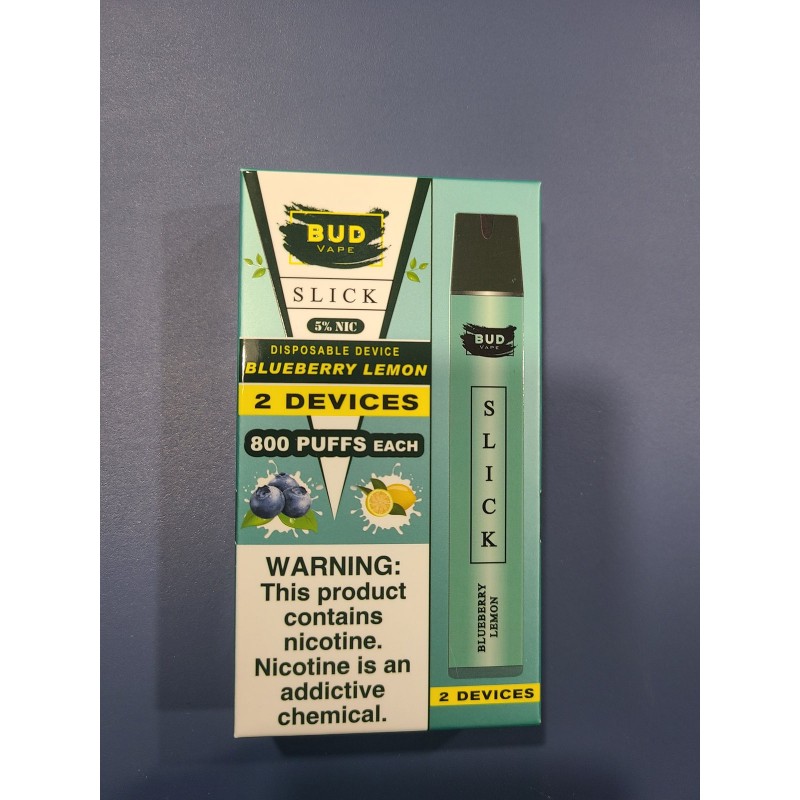 BUD
VAPE
SLICK
5% NIC
DISPOSABLE DEVICE
BLUEBERRY LEMON
2 DEVICES
800 PUFFS EACH
WARNING:
This product
contains
nicotine.
Nicotine is an
addictive
chemical.
BUD
VAPE
SLICK
BLUEBERRY
LEMON
2 DEVICES